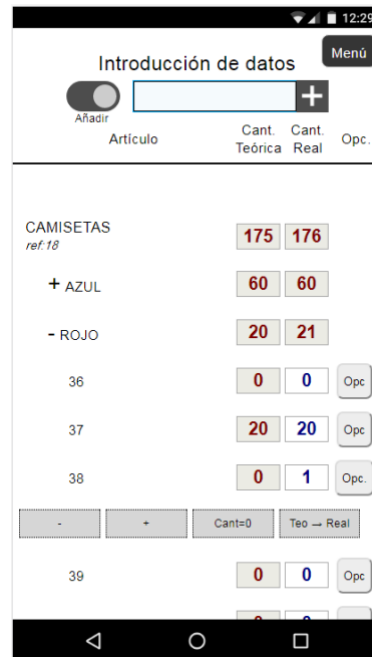 12:29
Menú
Introducción de datos
+
Añadir
Artículo Cant. Teórica Cant. Real Opc.
CAMISETAS 175 176
ref:18
+ AZUL 60 60
- ROJO 20 21
36 0 0 Opc
37 20 20 Opc
38 0 1 Opc.
- + Cant=0 Teo → Real
39 0 0 Opc